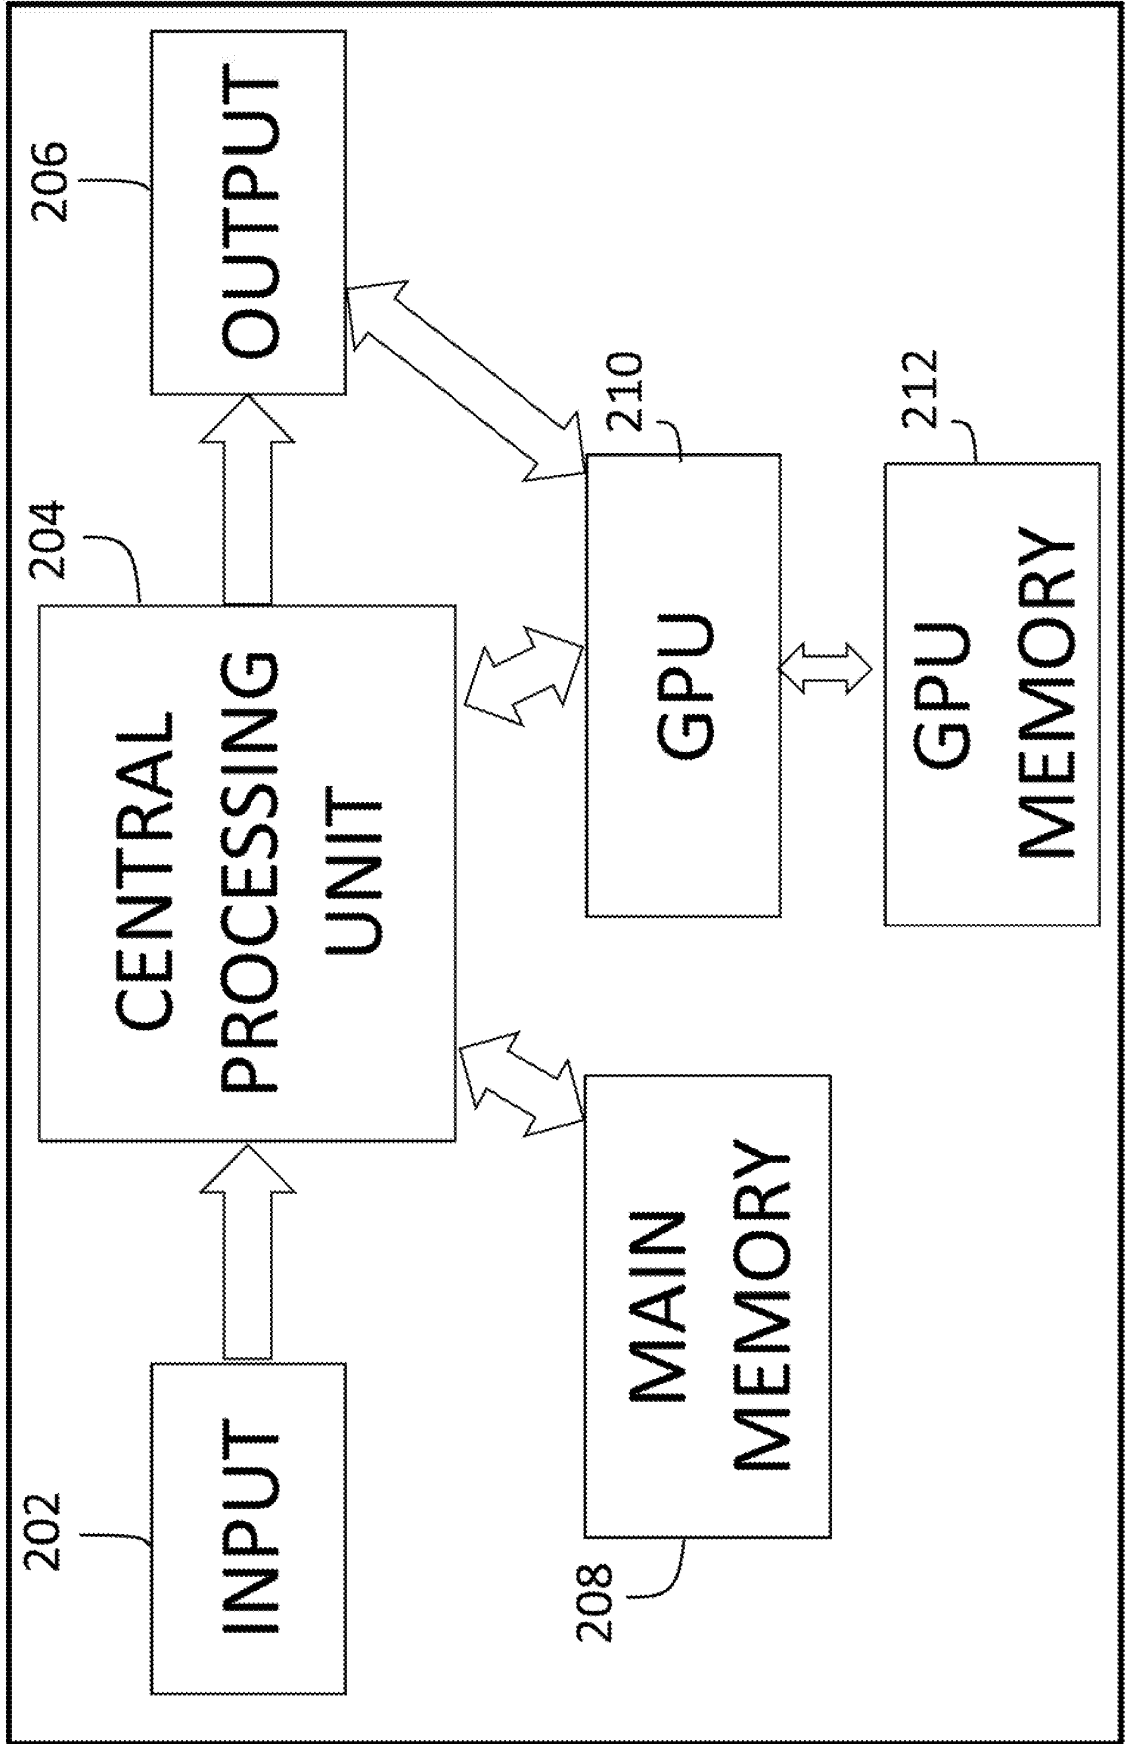 202
204
206
INPUT
CENTRAL
PROCESSING
UNIT
OUTPUT
208
210
MAIN
MEMORY
GPU
212
GPU
MEMORY